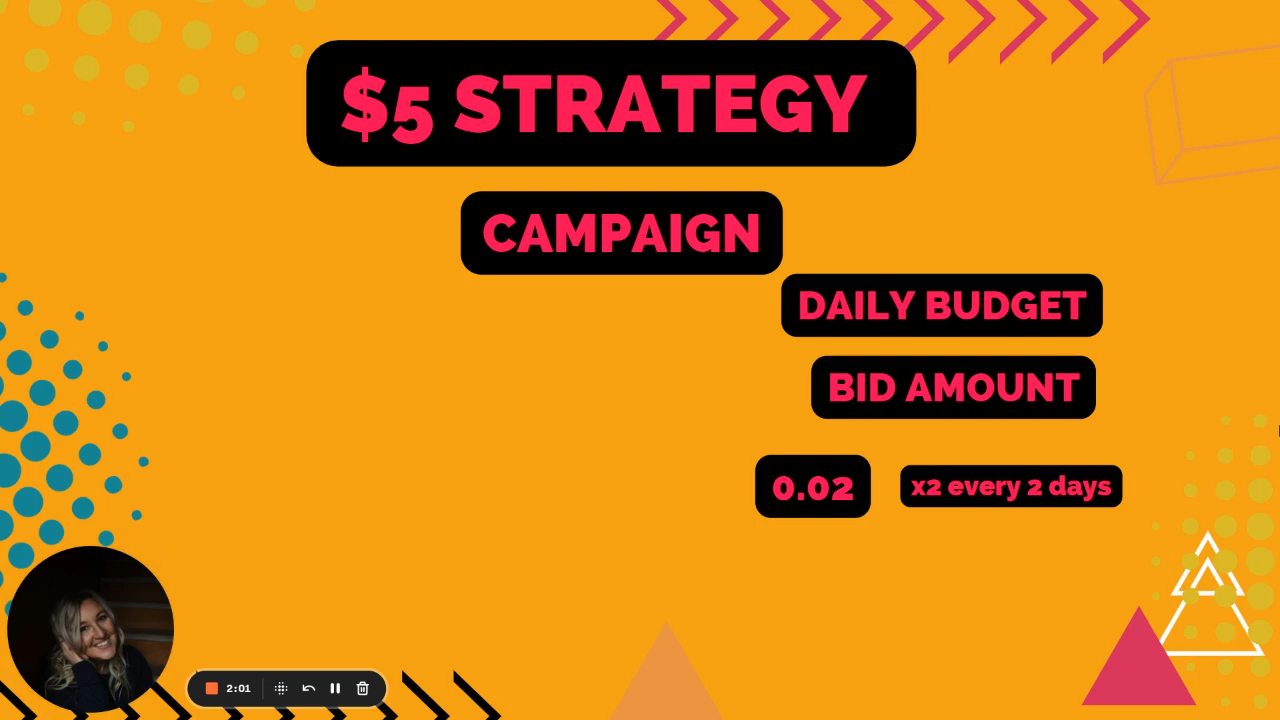 $5 STRATEGY
CAMPAIGN
DAILY BUDGET
BID AMOUNT
0.02
x2 every 2 days
2:01